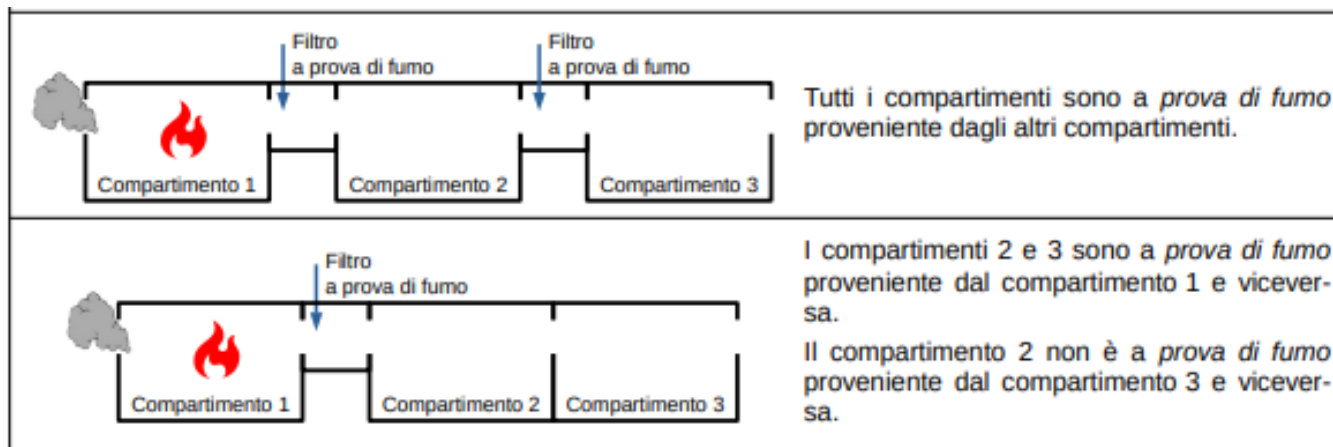 Filtro
a prova di fumo
Filtro
a prova di fumo
Compartimento 1
Compartimento 2
Compartimento 3
Tutti i compartimenti sono a prova di fumo
proveniente dagli altri compartimenti.
Filtro
a prova di fumo
Compartimento 1
Compartimento 2
Compartimento 3
I compartimenti 2 e 3 sono a prova di fumo
proveniente dal compartimento 1 e vicever-
sa.
Il compartimento 2 non è a prova di fumo
proveniente dal compartimento 3 e vicever-
sa.